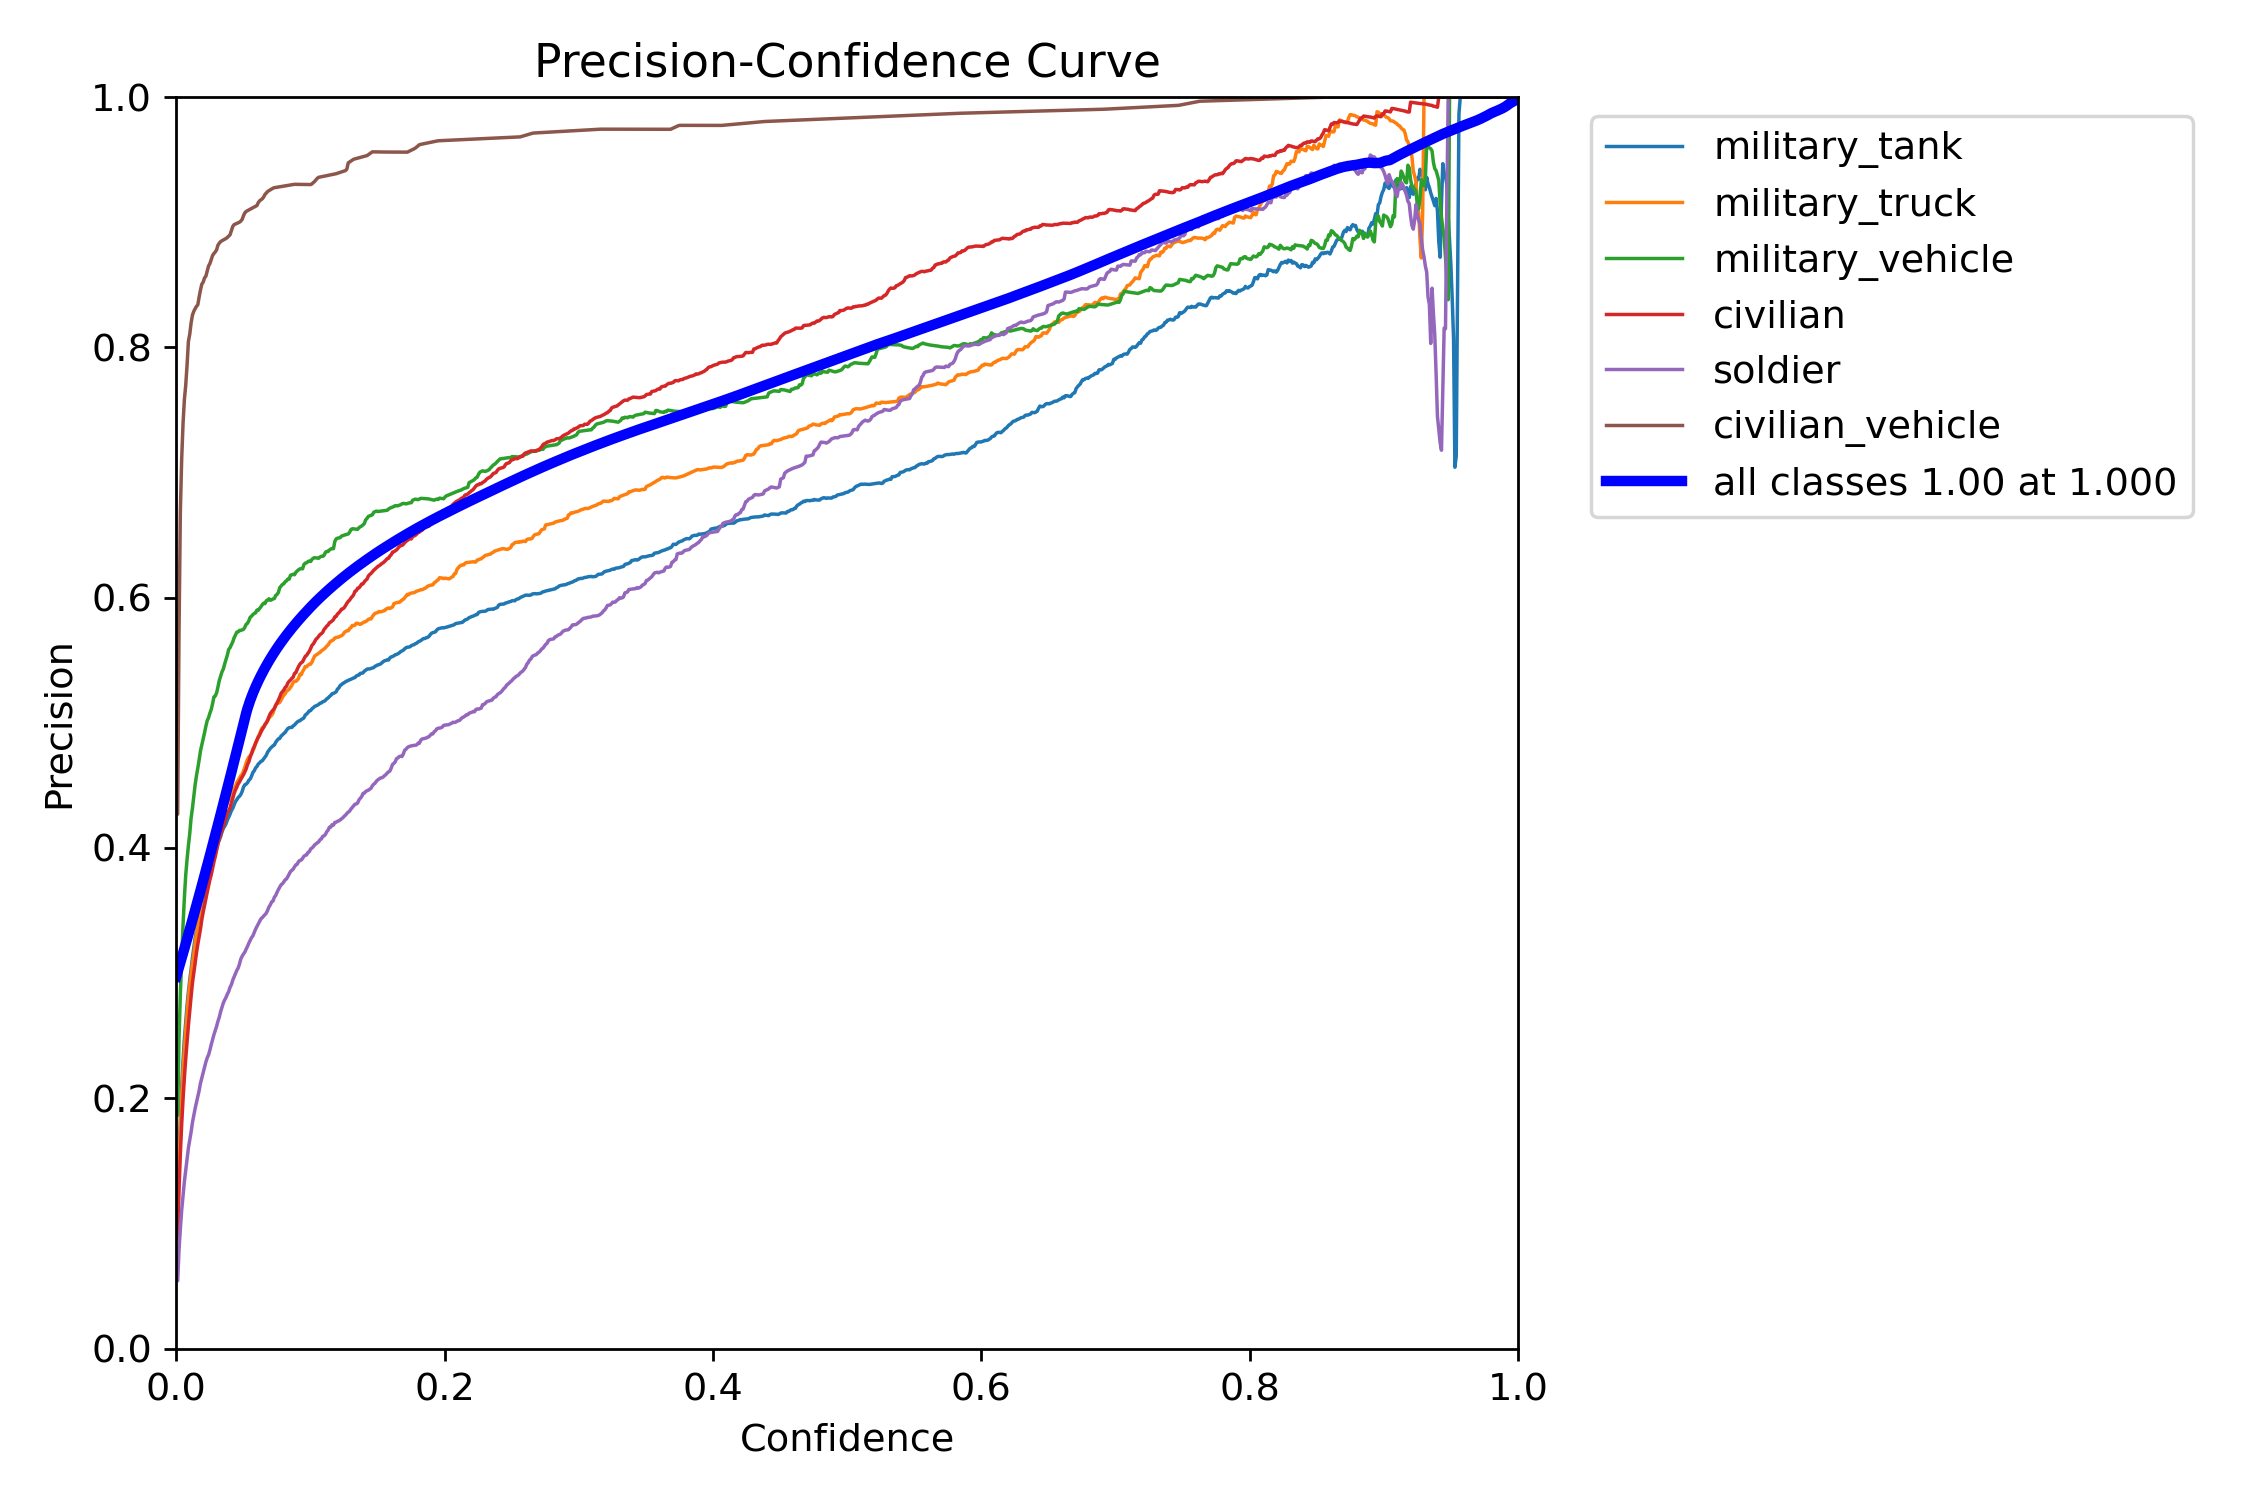 Precision-Confidence Curve
1.0
0.8
0.6
0.4
0.2
0.0
Precision
0.0 0.2 0.4 0.6 0.8 1.0
Confidence
military_tank
military_truck
military_vehicle
civilian
soldier
civilian_vehicle
all classes 1.00 at 1.000